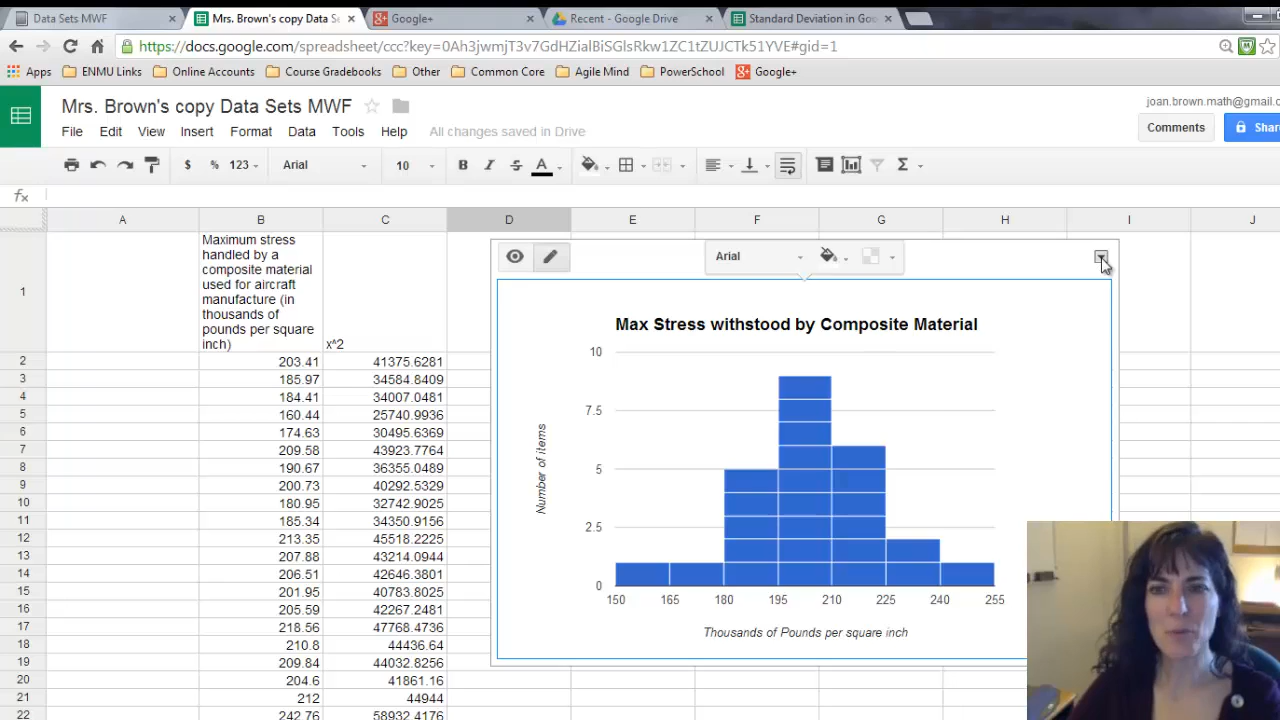 Data Sets MWF
Mrs. Brown's copy Data Se
Google+
Recent - Google Drive
Standard Deviation in Goo
https://docs.google.com/spreadsheet/ccc?key=0Ah3jwmjT3v7GdHZialBiSGlsRkw1ZC1tZUJCTk51YVE#gid=1
Apps ENMU Links Online Accounts Course Gradebooks Other Common Core Agile Mind PowerSchool Google+
Mrs. Brown's copy Data Sets MWF
joan.brown.math@gmail.c
File Edit View Insert Format Data Tools Help All changes saved in Drive
Comments
Shar
$ % 123 Arial 10 B I S A Σ
fx
A B C D E F G H I J
1
Maximum stress
handled by a
composite material
used for aircraft
manufacture (in
thousands of
pounds per square
inch)
x^2
2 203.41 41375.6281
3 185.97 34584.8409
4 184.41 34007.0481
5 160.44 25740.9936
6 174.63 30495.6369
7 209.58 43923.7764
8 190.67 36355.0489
9 200.73 40292.5329
10 180.95 32742.9025
11 185.34 34350.9156
12 213.35 45518.2225
13 207.88 43214.0944
14 206.51 42646.3801
15 201.95 40783.8025
16 205.59 42267.2481
17 218.56 47768.4736
18 210.8 44436.64
19 209.84 44032.8256
20 204.6 41861.16
21 212 44944
22 242.76 58932.4176
Arial
Max Stress withstood by Composite Material
10
7.5
5
2.5
0
Number of items
150 165 180 195 210 225 240 255
Thousands of Pounds per square inch